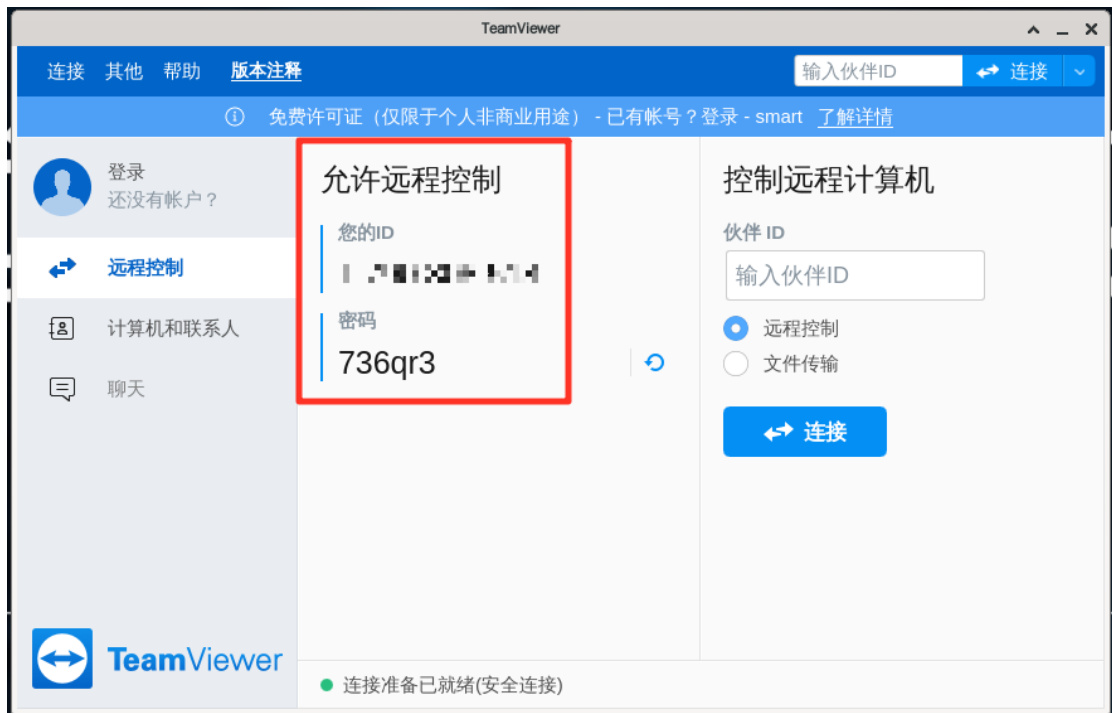 TeamViewer
连接 其他 帮助 版本注释 输入伙伴ID 连接
免费许可证（仅限于个人非商业用途） - 已有帐号？登录 - smart 了解详情
登录
还没有帐户？
远程控制
计算机和联系人
聊天
TeamViewer
允许远程控制
您的ID
密码
736qr3
控制远程计算机
伙伴 ID
输入伙伴ID
远程控制
文件传输
连接
连接准备已就绪(安全连接)